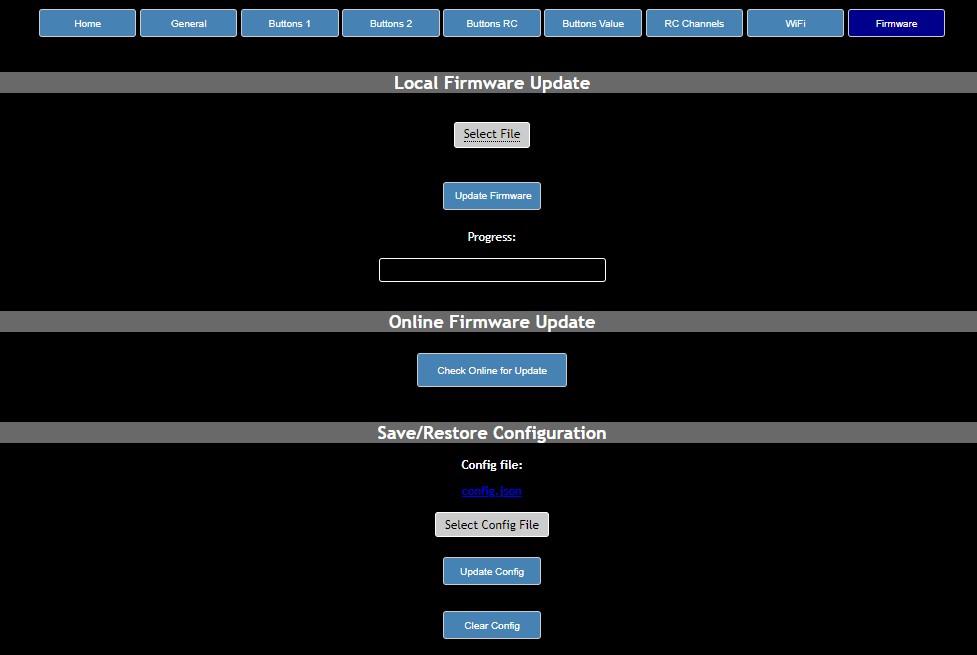 Home General Buttons 1 Buttons 2 Buttons RC Buttons Value RC Channels WiFi Firmware
Local Firmware Update
Select File
Update Firmware
Progress:
Online Firmware Update
Check Online for Update
Save/Restore Configuration
Config file:
config.json
Select Config File
Update Config
Clear Config